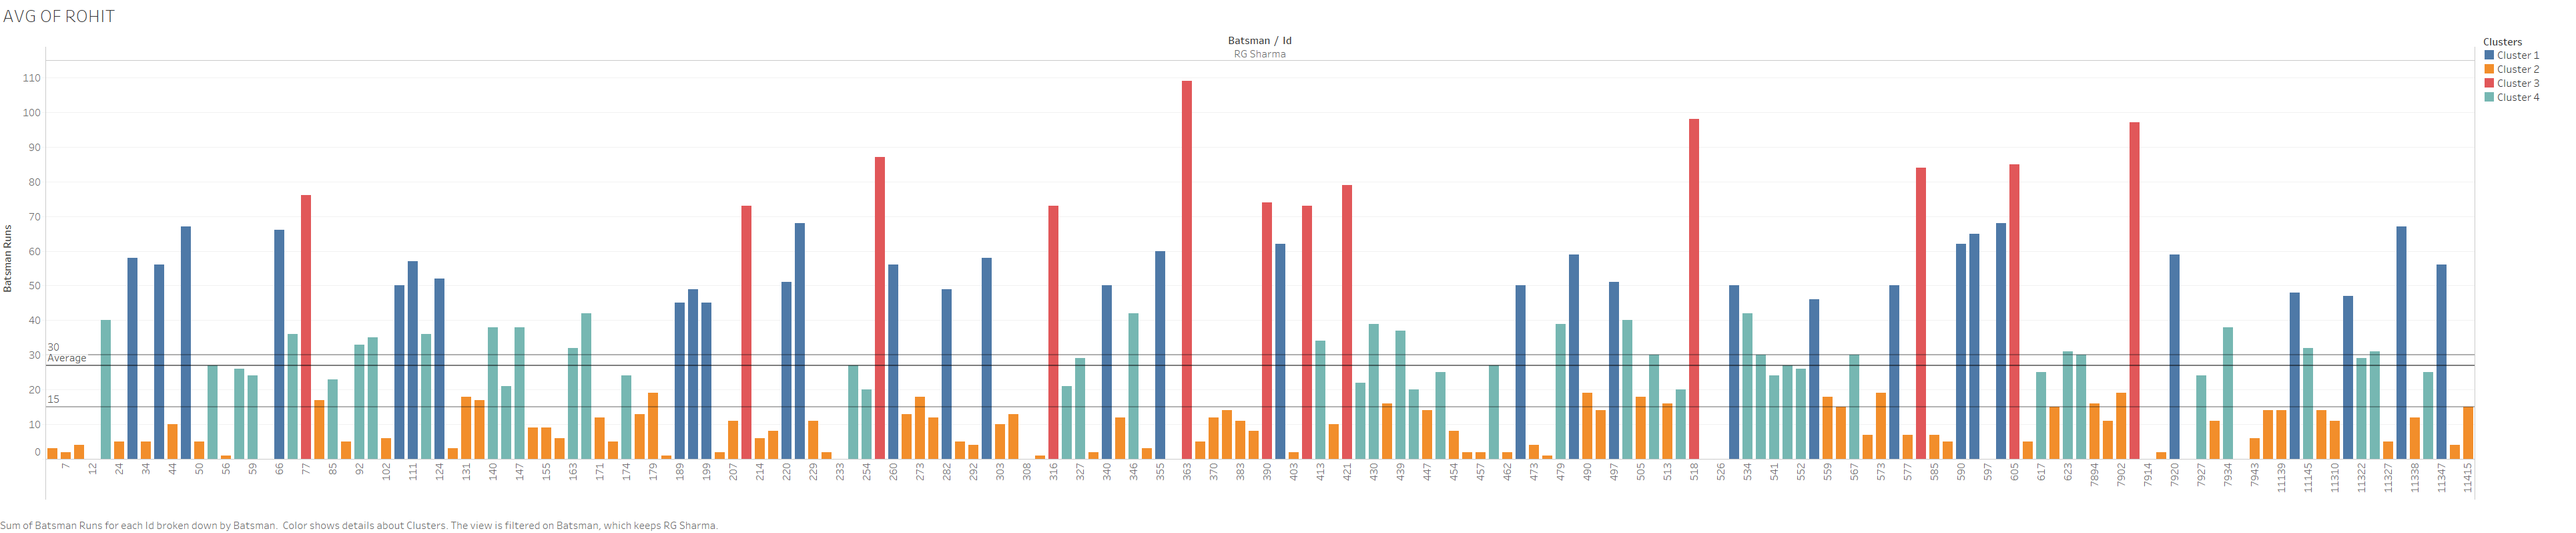 AVG OF ROHIT
Batsman / Id
RG Sharma
Clusters
Cluster 1
Cluster 2
Cluster 3
Cluster 4
Batsman Runs
110
100
90
80
70
60
50
40
30
20
10
0
30
Average
15
7 12 24 34 44 50 56 59 66 77 85 92 102 111 124 131 140 147 155 163 171 174 179 189 199 207 214 220 229 233 254 260 273 282 292 303 308 316 327 340 346 355 363 370 383 390 403 413 421 430 439 447 454 457 462 473 479 490 497 505 513 518 526 534 541 552 559 567 573 577 585 590 597 605 617 623 7894 7902 7914 7920 7927 7934 7943 11139 11145 11310 11322 11327 11338 11347 11415
Sum of Batsman Runs for each Id broken down by Batsman. Color shows details about Clusters. The view is filtered on Batsman, which keeps RG Sharma.